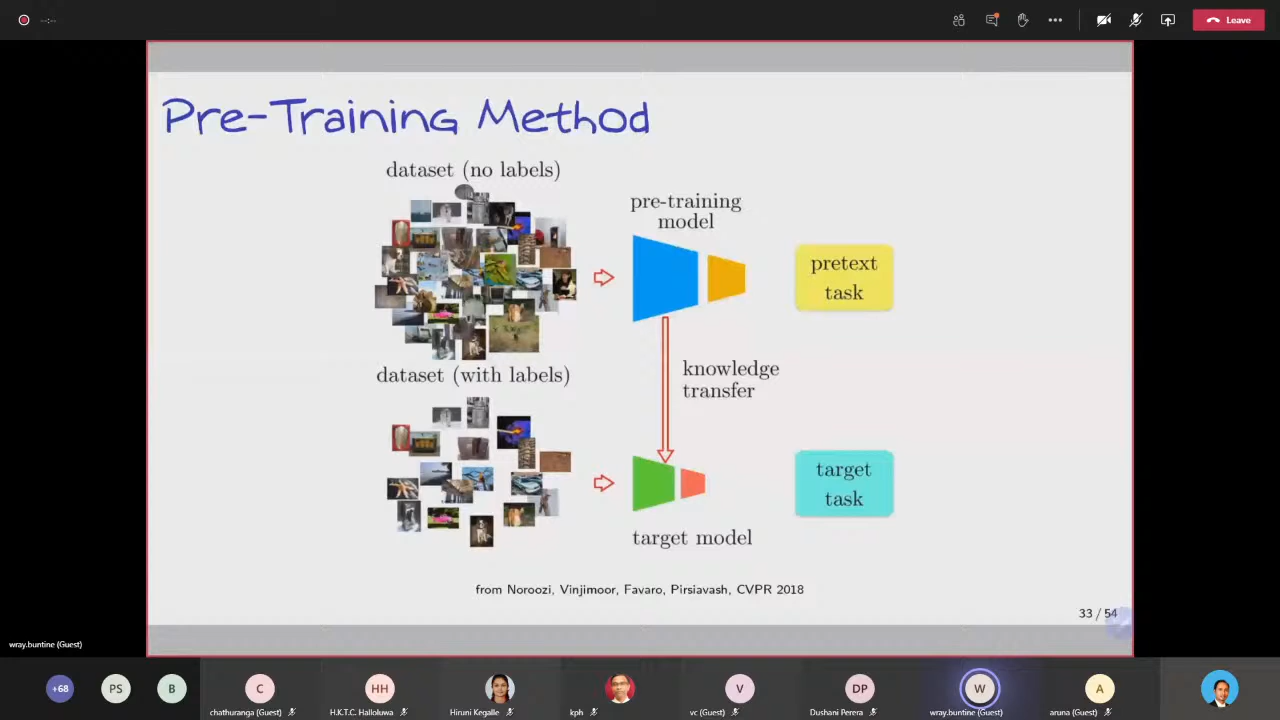 --:--
Leave
Pre-Training Method
dataset (no labels)
pre-training
model
pretext
task
dataset (with labels)
knowledge
transfer
target
task
target model
from Noroozi, Vinjimoor, Favaro, Pirsiavash, CVPR 2018
33 / 54
wray.buntine (Guest)
+68
PS
B
C
HH
V
DP
W
A
chathuranga (Guest)
H.K.T.C. Halloluwa
Hiruni Kegalle
kph
vc (Guest)
Dushani Perera
wray.buntine (Guest)
aruna (Guest)